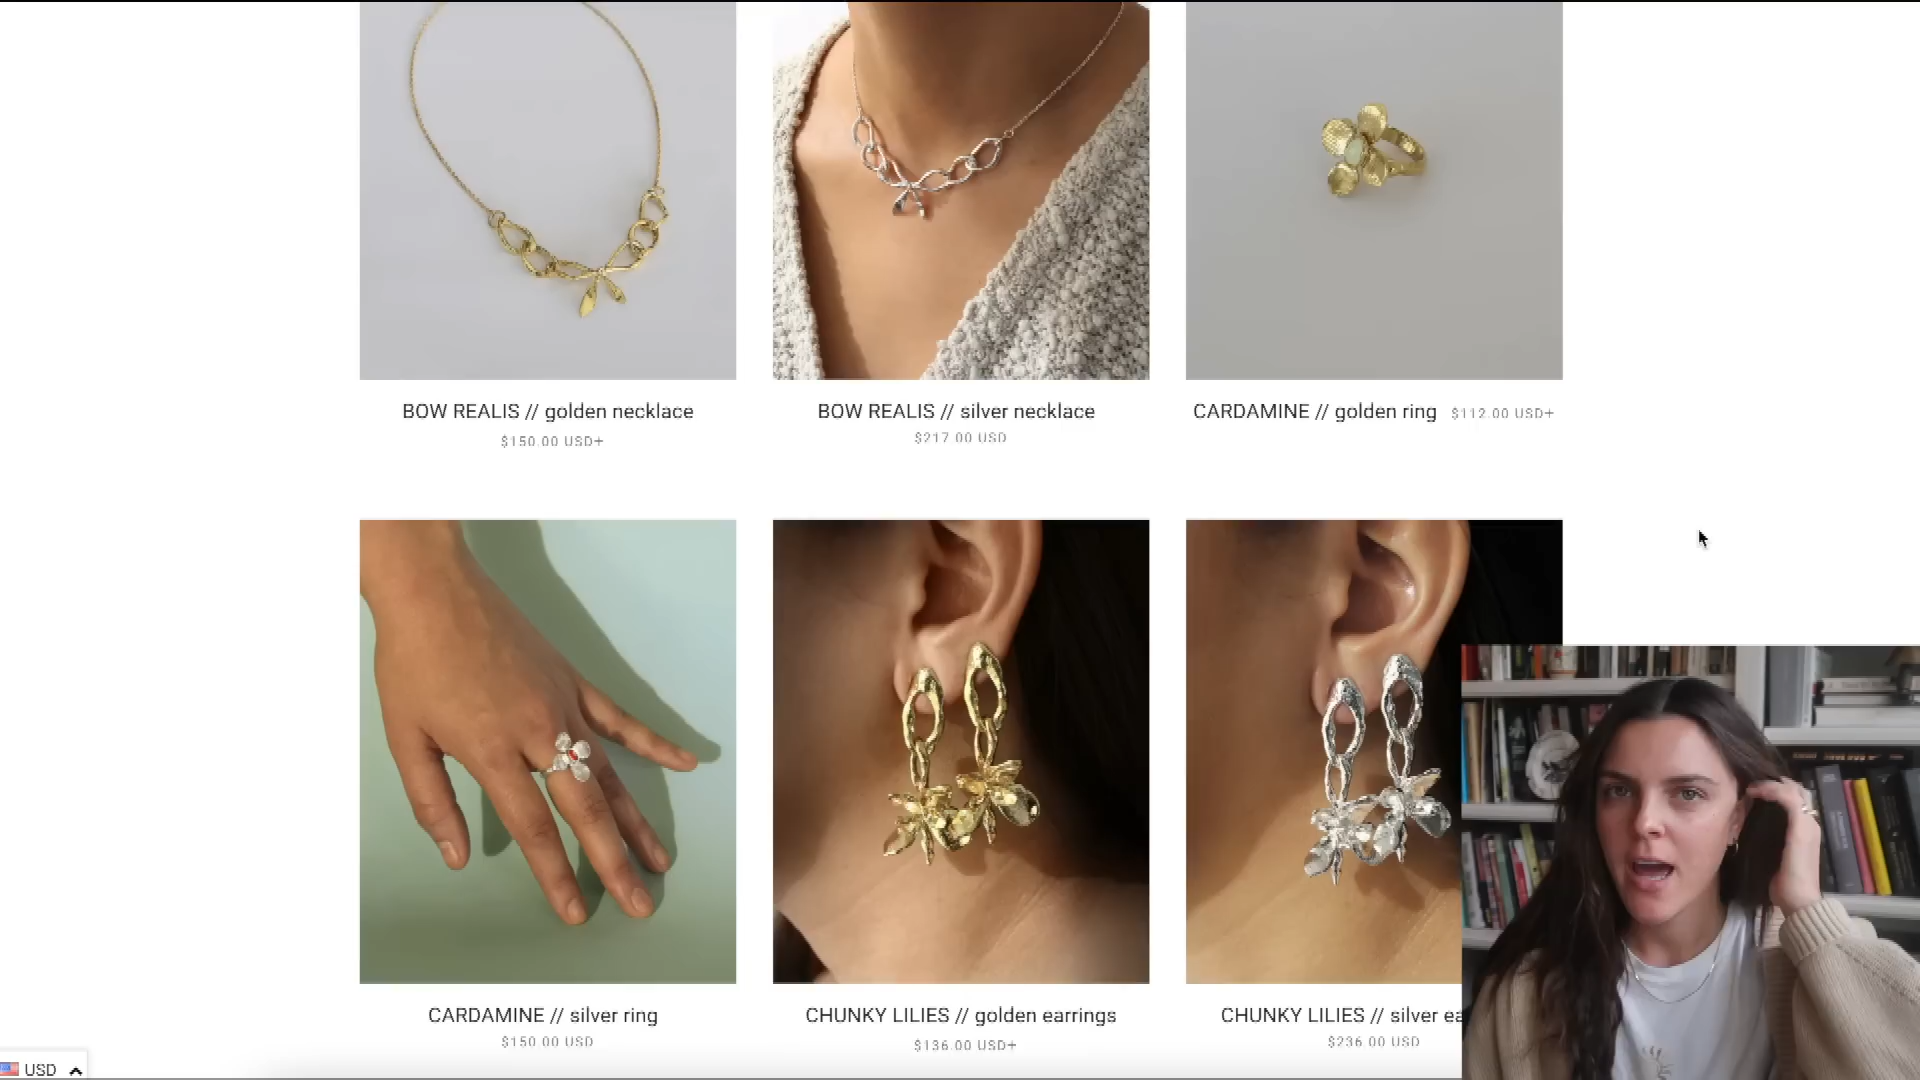 BOW REALIS // golden necklace
$150.00 USD+
BOW REALIS // silver necklace
$217.00 USD
CARDAMINE // golden ring $112.00 USD+
CARDAMINE // silver ring
$150.00 USD
CHUNKY LILIES // golden earrings
$136.00 USD+
CHUNKY LILIES // silver ea
$236.00 USD
USD